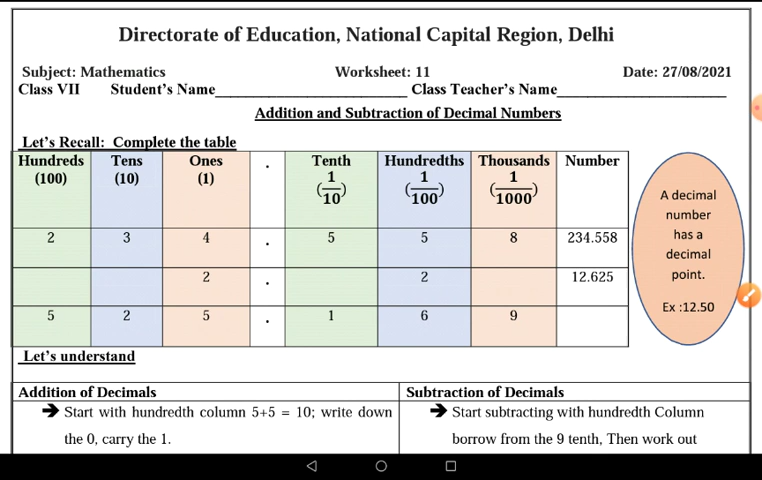 Directorate of Education, National Capital Region, Delhi
Subject: Mathematics Worksheet: 11 Date: 27/08/2021
Class VII Student's Name__________ Class Teacher's Name__________
Addition and Subtraction of Decimal Numbers
Let's Recall: Complete the table
Hundreds (100) Tens (10) Ones (1) . Tenth (1/10) Hundredths (1/100) Thousands (1/1000) Number
2 3 4 . 5 5 8 234.558
2 . 2 12.625
5 2 5 . 1 6 9
A decimal
number
has a
decimal
point.
Ex :12.50
Let's understand
Addition of Decimals
➔ Start with hundredth column 5+5 = 10; write down
the 0, carry the 1.
Subtraction of Decimals
➔ Start subtracting with hundredth Column
borrow from the 9 tenth, Then work out